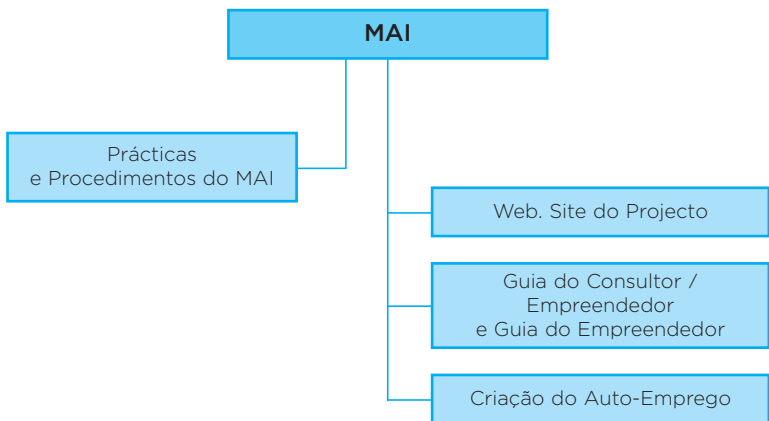 MAI
Prácticas
e Procedimentos do MAI
Web. Site do Projecto
Guia do Consultor /
Empreendedor
e Guia do Empreendedor
Criação do Auto-Emprego